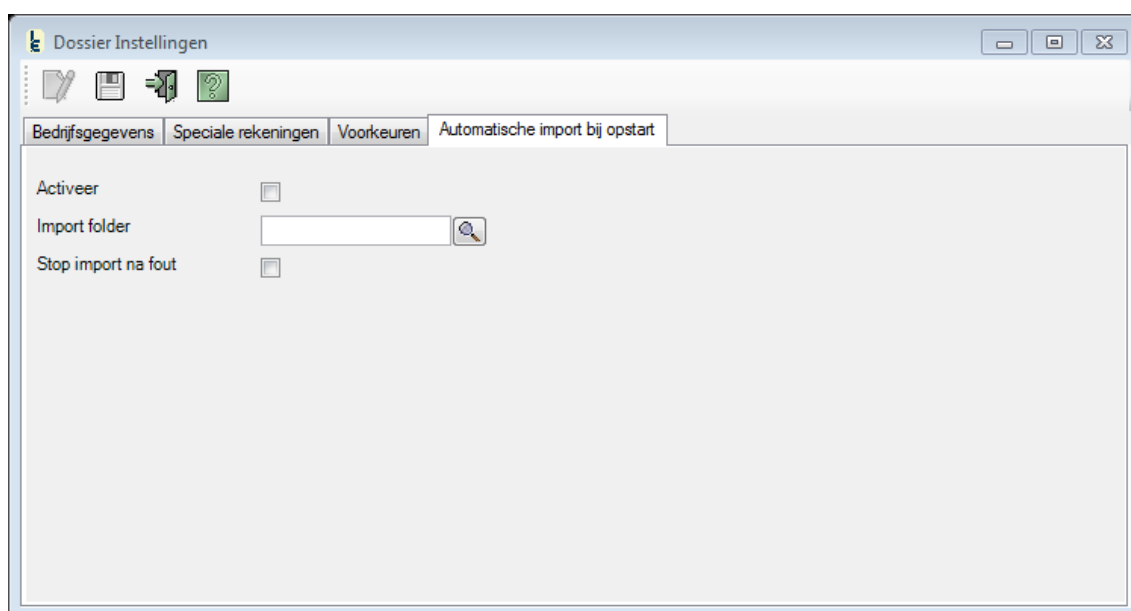 Dossier Instellingen
Bedrijfsgegevens Speciale rekeningen Voorkeuren Automatische import bij opstart
Activeer
Import folder
Stop import na fout